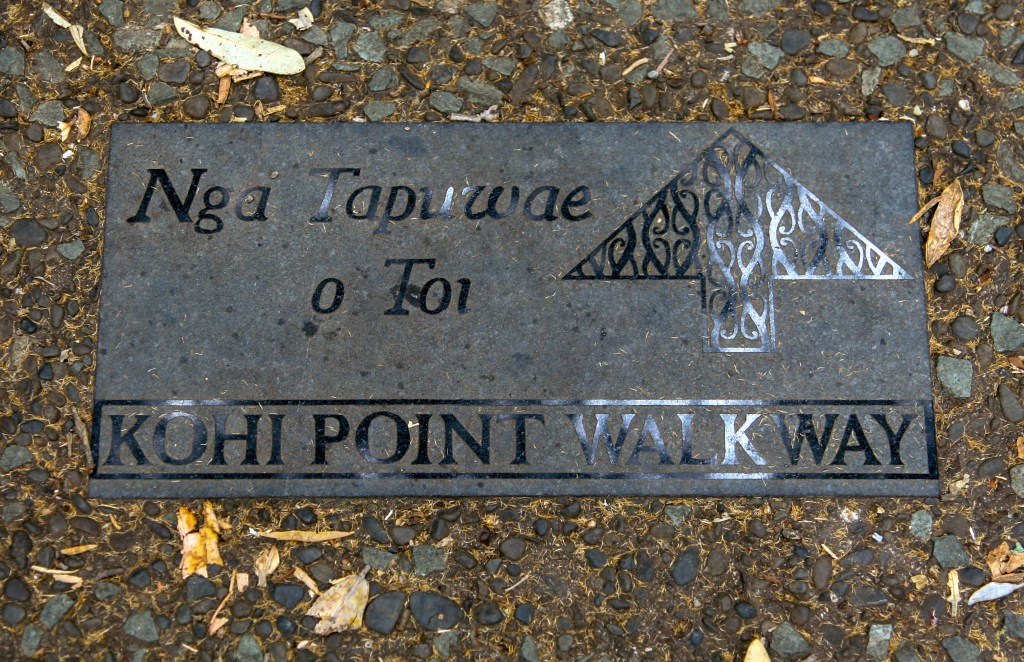 Nga Tapuwae
o Toi
KOHI POINT WALKWAY